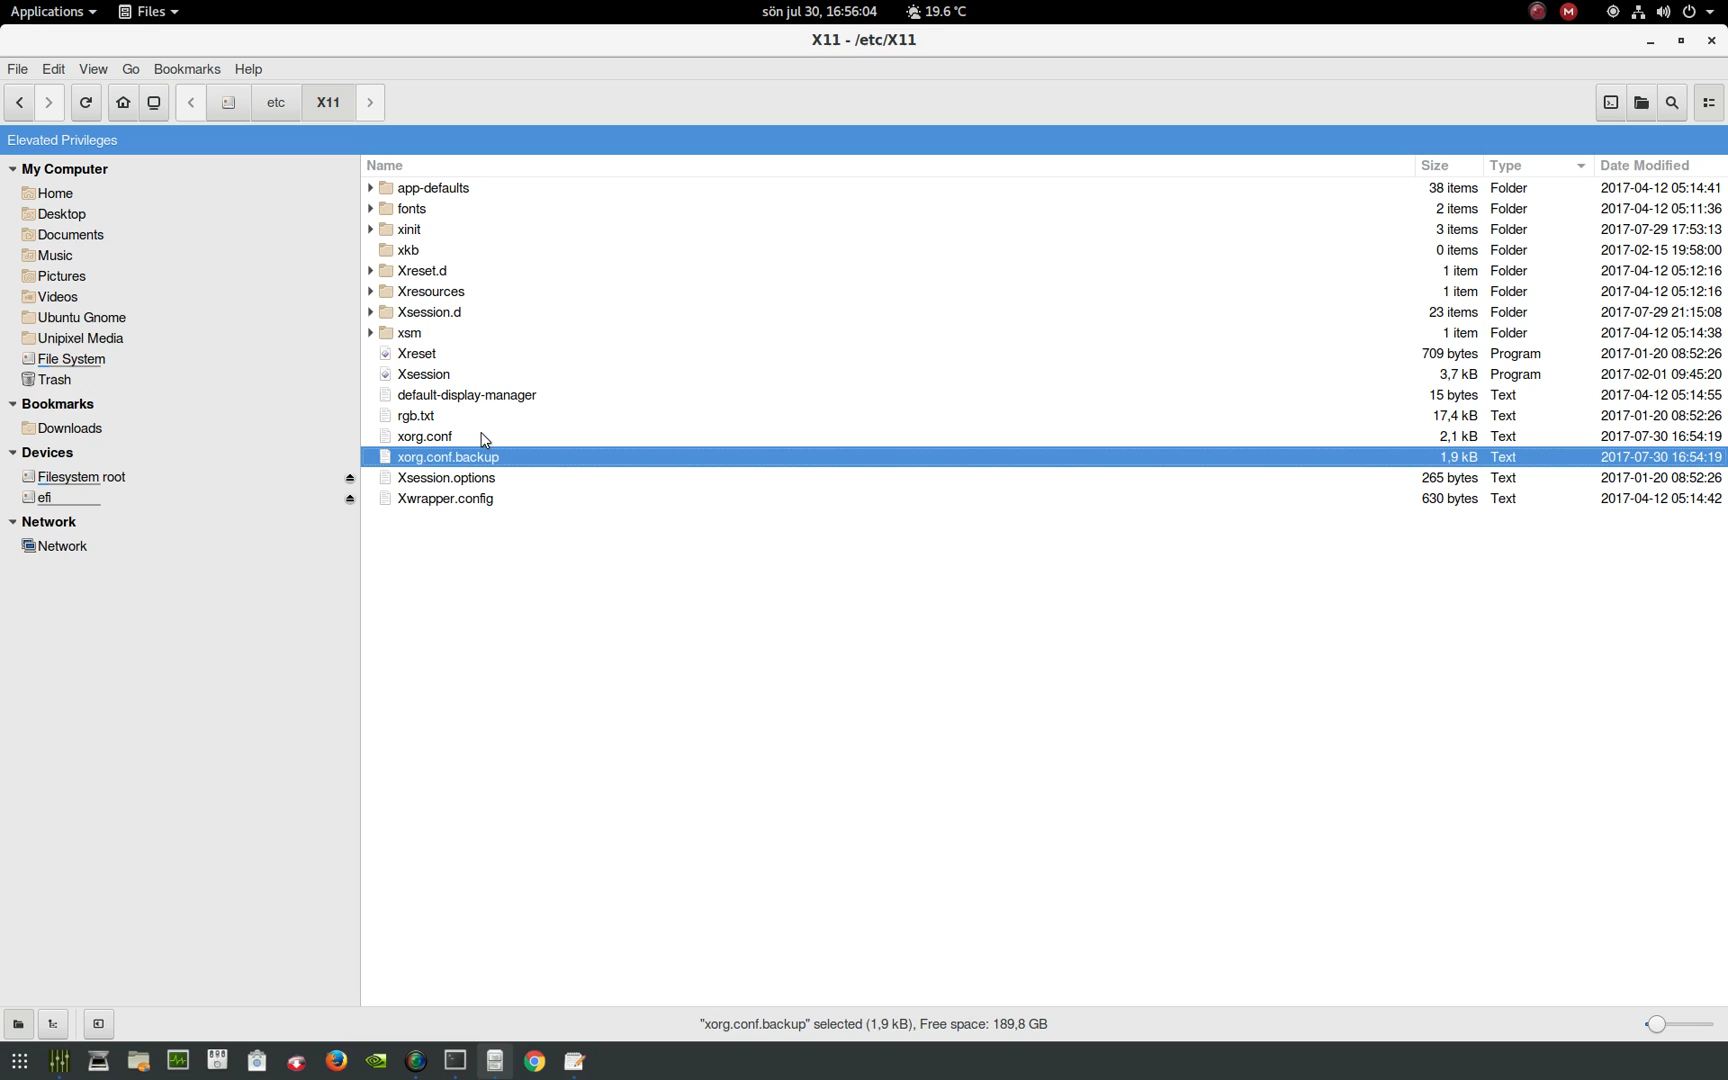 Applications Files sön jul 30, 16:56:04 19.6 °C M
X11 - /etc/X11
File Edit View Go Bookmarks Help
etc X11
Elevated Privileges
My Computer
Home
Desktop
Documents
Music
Pictures
Videos
Ubuntu Gnome
Unipixel Media
File System
Trash
Bookmarks
Downloads
Devices
Filesystem root
efi
Network
Network
Name Size Type Date Modified
app-defaults 38 items Folder 2017-04-12 05:14:41
fonts 2 items Folder 2017-04-12 05:11:36
xinit 3 items Folder 2017-07-29 17:53:13
xkb 0 items Folder 2017-02-15 19:58:00
Xreset.d 1 item Folder 2017-04-12 05:12:16
Xresources 1 item Folder 2017-04-12 05:12:16
Xsession.d 23 items Folder 2017-07-29 21:15:08
xsm 1 item Folder 2017-04-12 05:14:38
Xreset 709 bytes Program 2017-01-20 08:52:26
Xsession 3,7 kB Program 2017-02-01 09:45:20
default-display-manager 15 bytes Text 2017-04-12 05:14:55
rgb.txt 17,4 kB Text 2017-01-20 08:52:26
xorg.conf 2,1 kB Text 2017-07-30 16:54:19
xorg.conf.backup 1,9 kB Text 2017-07-30 16:54:19
Xsession.options 265 bytes Text 2017-01-20 08:52:26
Xwrapper.config 630 bytes Text 2017-04-12 05:14:42
"xorg.conf.backup" selected (1,9 kB), Free space: 189,8 GB